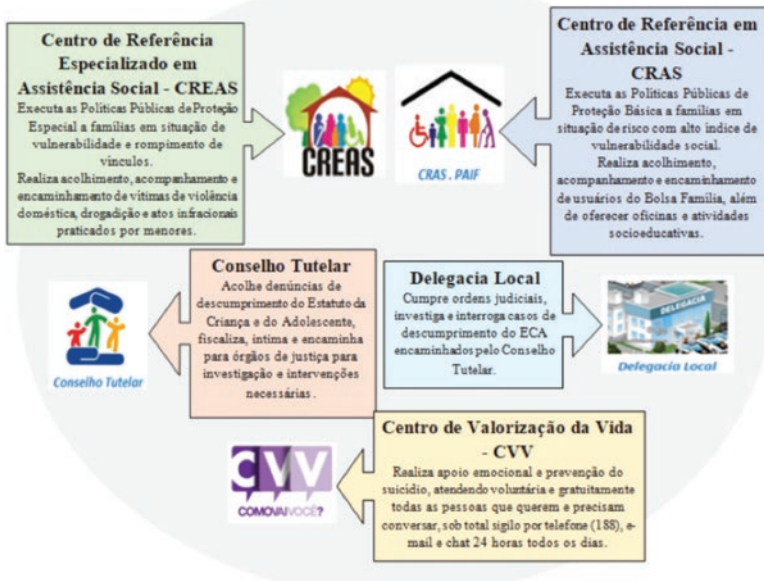 Centro de Referência
Especializado em
Assistência Social - CREAS
Executa as Políticas Públicas de Proteção
Especial a famílias em situação de
vulnerabilidade e rompimento de
vínculos.
Realiza acolhimento, acompanhamento e
encaminhamento de vítimas de violência
doméstica, drogadição e atos infracionais
praticados por menores.
CREAS
CRAS . PAIF
Centro de Referência em
Assistência Social -
CRAS
Executa as Políticas Públicas de
Proteção Básica a famílias em
situação de risco com alto índice de
vulnerabilidade social.
Realiza acolhimento,
acompanhamento e encaminhamento
de usuários do Bolsa Família, além
de oferecer oficinas e atividades
socioeducativas.
Conselho Tutelar
Conselho Tutelar
Acolhe denúncias de
descumprimento do Estatuto da
Criança e do Adolescente,
fiscaliza, intima e encaminha
para órgãos de justiça para
investigação e intervenções
necessárias.
Delegacia Local
Cumpre ordens judiciais,
investiga e interroga casos de
descumprimento do ECA
encaminhados pelo Conselho
Tutelar.
DELEGACIA
Delegacia Local
CVV
COMO VAI VOCÊ?
Centro de Valorização da Vida
- CVV
Realiza apoio emocional e prevenção do
suicídio, atendendo voluntária e gratuitamente
todas as pessoas que querem e precisam
conversar, sob total sigilo por telefone (188), e-
mail e chat 24 horas todos os dias.